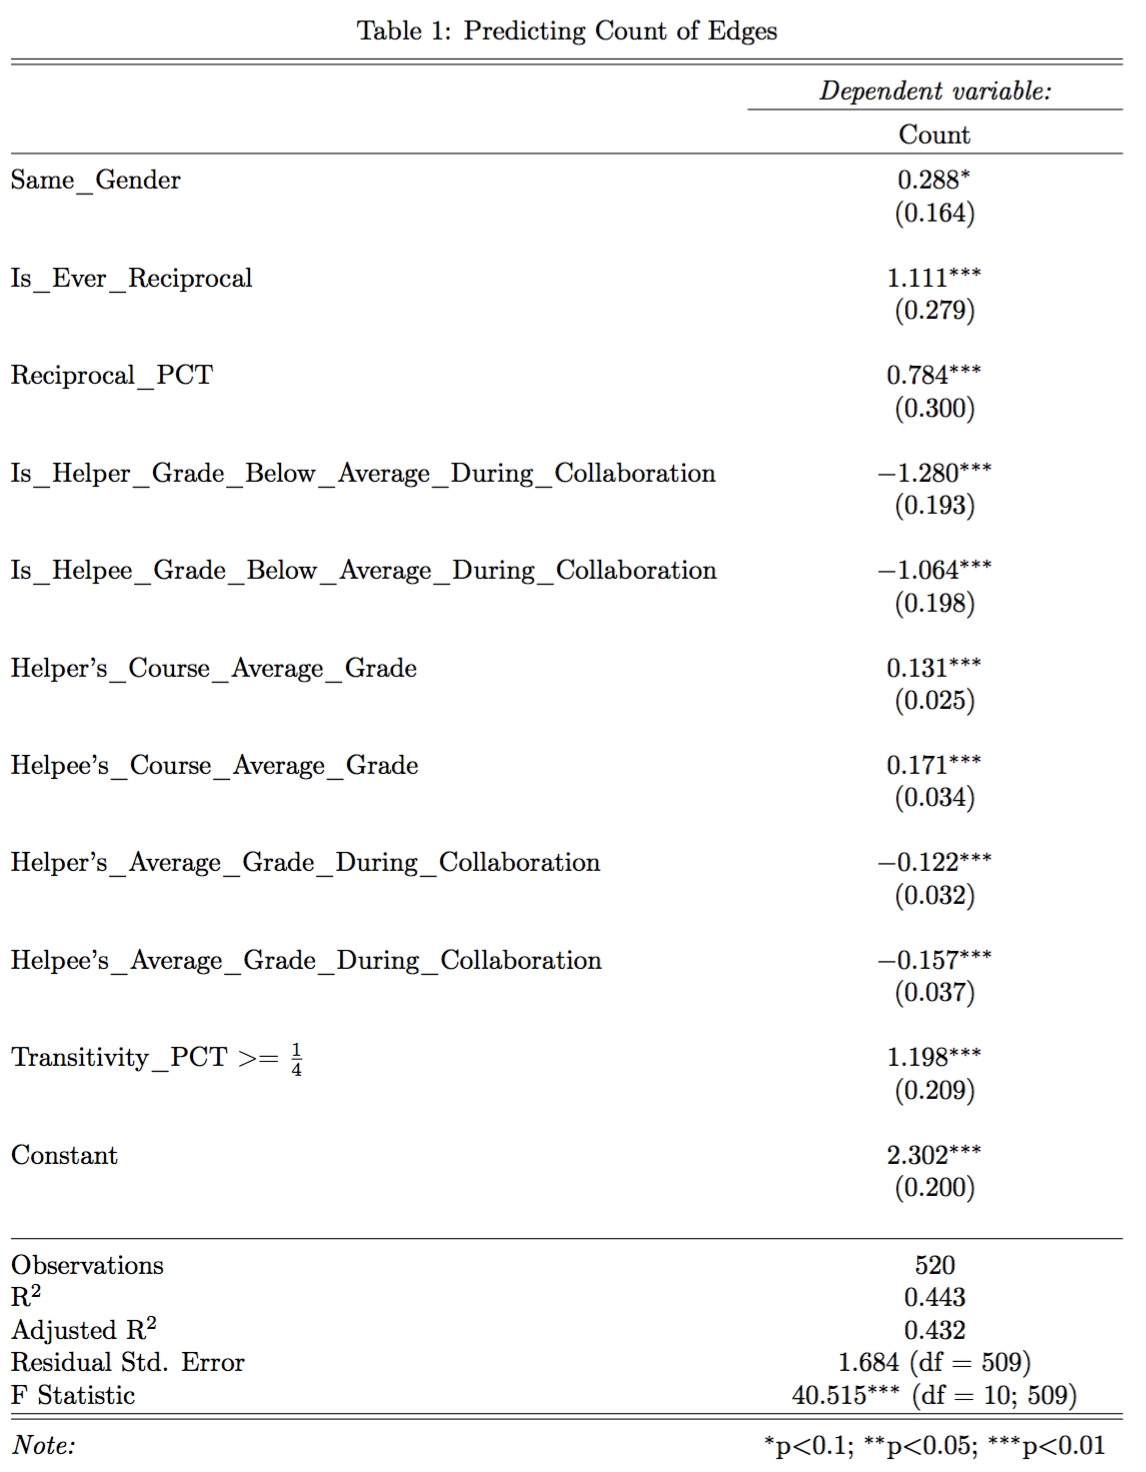 Table 1: Predicting Count of Edges
Dependent variable:
Count
Same_Gender 0.288*
(0.164)
Is_Ever_Reciprocal 1.111***
(0.279)
Reciprocal_PCT 0.784***
(0.300)
Is_Helper_Grade_Below_Average_During_Collaboration −1.280***
(0.193)
Is_Helpee_Grade_Below_Average_During_Collaboration −1.064***
(0.198)
Helper’s_Course_Average_Grade 0.131***
(0.025)
Helpee’s_Course_Average_Grade 0.171***
(0.034)
Helper’s_Average_Grade_During_Collaboration −0.122***
(0.032)
Helpee’s_Average_Grade_During_Collaboration −0.157***
(0.037)
Transitivity_PCT >= 1/4 1.198***
(0.209)
Constant 2.302***
(0.200)
Observations 520
R² 0.443
Adjusted R² 0.432
Residual Std. Error 1.684 (df = 509)
F Statistic 40.515*** (df = 10; 509)
Note: *p<0.1; **p<0.05; ***p<0.01